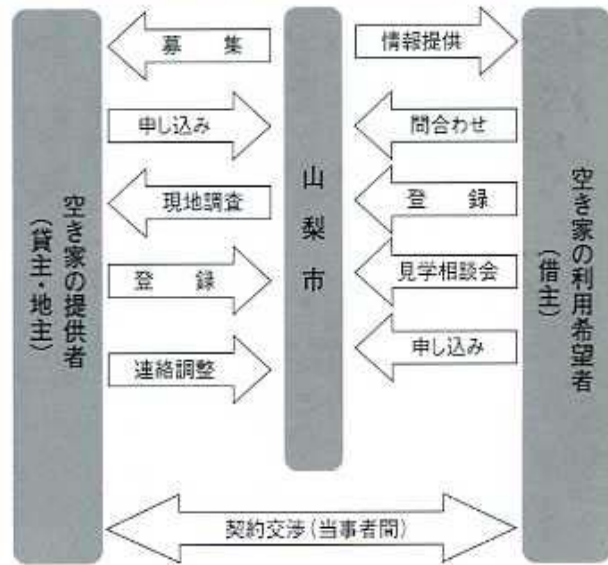 空き家の提供者
(貸主・地主)
募　集
申し込み
現地調査
登　録
連絡調整
山梨市
情報提供
問合わせ
登　録
見学相談会
申し込み
空き家の利用希望者
(借主)
契約交渉(当事者間)